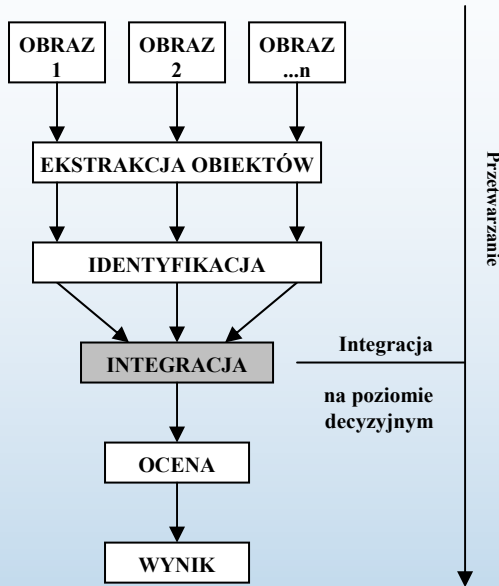 OBRAZ
1
OBRAZ
2
OBRAZ
...n
EKSTRAKCJA OBIEKTÓW
IDENTYFIKACJA
INTEGRACJA
OCENA
WYNIK
Integracja
na poziomie
decyzyjnym
Przetwarzanie